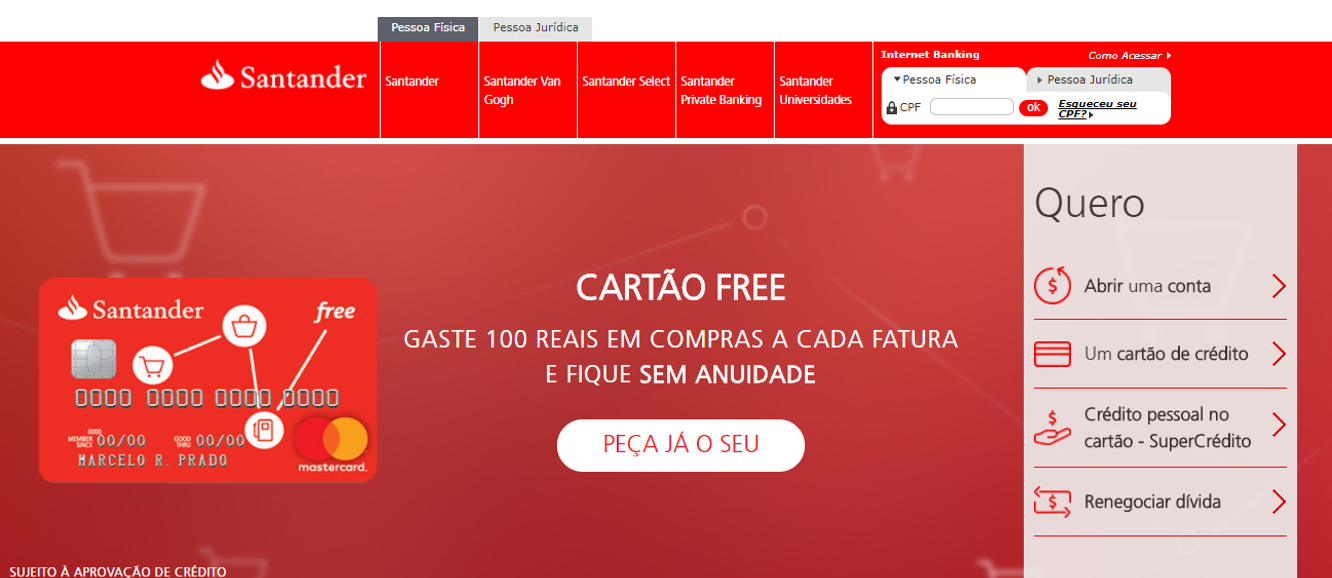 Pessoa Física
Pessoa Jurídica
Santander
Santander
Santander Van
Gogh
Santander Select
Santander
Private Banking
Santander
Universidades
Internet Banking
Como Acessar
Pessoa Física
Pessoa Jurídica
CPF
ok
Esqueceu seu
CPF?
Santander
free
0000 0000 0000 0000
0000
MEMBER SINCE 00/00 GOOD THRU 00/00
MARCELO R. PRADO
mastercard.
CARTÃO FREE
GASTE 100 REAIS EM COMPRAS A CADA FATURA
E FIQUE SEM ANUIDADE
PEÇA JÁ O SEU
Quero
Abrir uma conta
Um cartão de crédito
Crédito pessoal no
cartão - SuperCrédito
Renegociar dívida
SUJEITO À APROVAÇÃO DE CRÉDITO